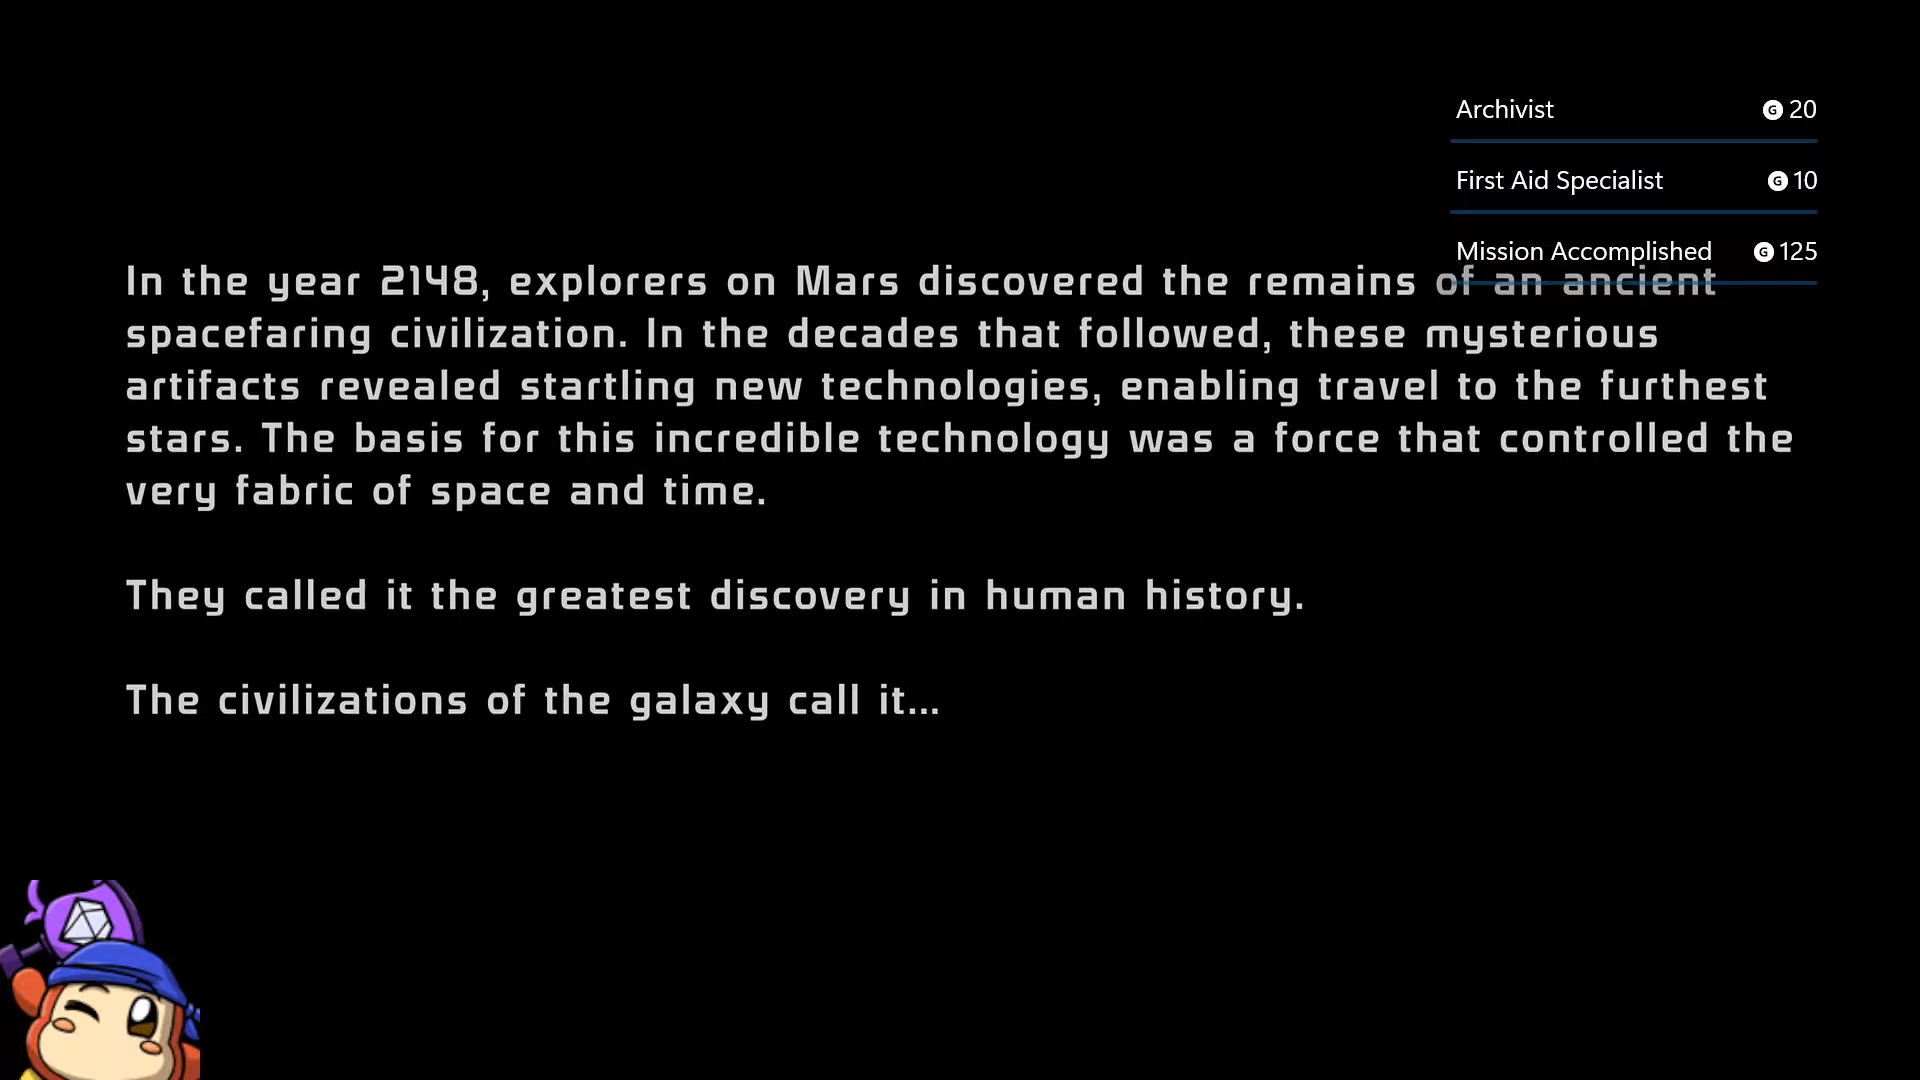 Archivist G 20
First Aid Specialist G 10
Mission Accomplished G 125
In the year 2148, explorers on Mars discovered the remains of an ancient
spacefaring civilization. In the decades that followed, these mysterious
artifacts revealed startling new technologies, enabling travel to the furthest
stars. The basis for this incredible technology was a force that controlled the
very fabric of space and time.
They called it the greatest discovery in human history.
The civilizations of the galaxy call it...